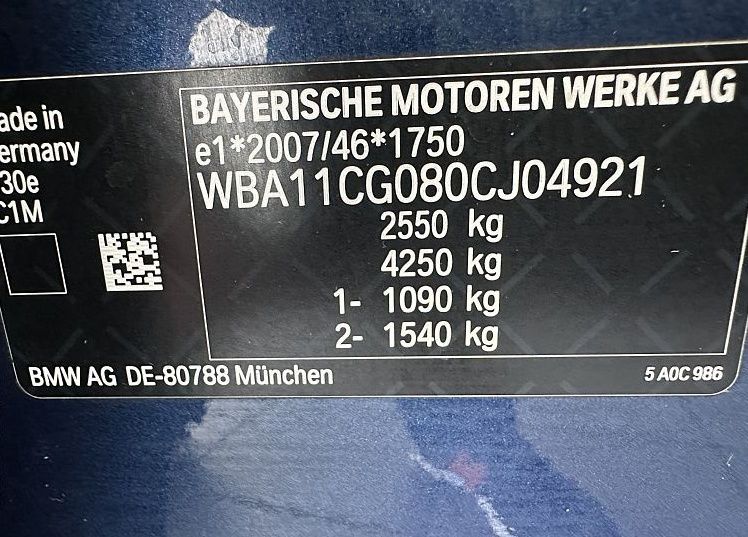 BAYERISCHE MOTOREN WERKE AG
e1*2007/46*1750
WBA11CG080CJ04921
2550 kg
4250 kg
1- 1090 kg
2- 1540 kg
ade in
ermany
30e
C1M
BMW AG DE-80788 München
5 A0C 986